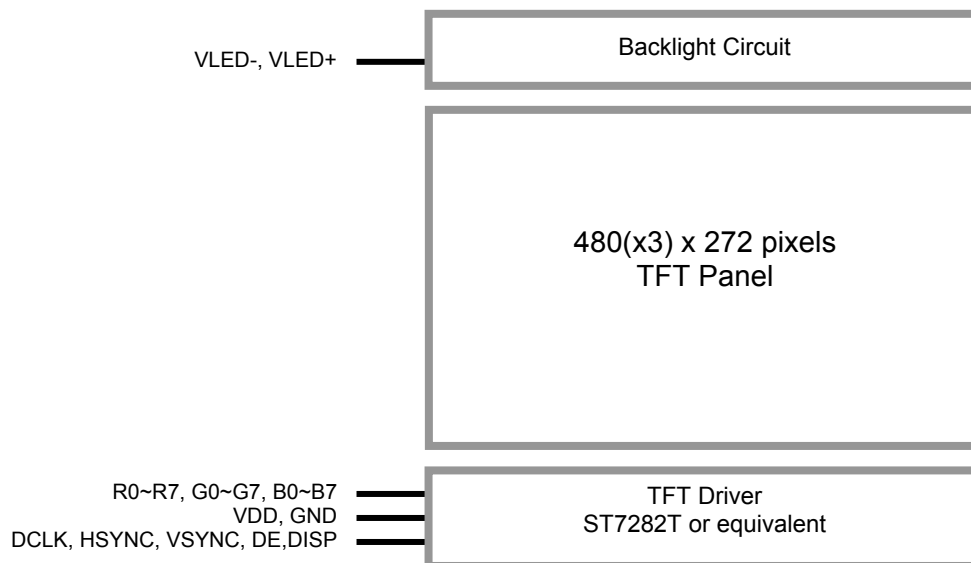 VLED-, VLED+
Backlight Circuit
480(x3) x 272 pixels
TFT Panel
R0~R7, G0~G7, B0~B7
VDD, GND
DCLK, HSYNC, VSYNC, DE,DISP
TFT Driver
ST7282T or equivalent